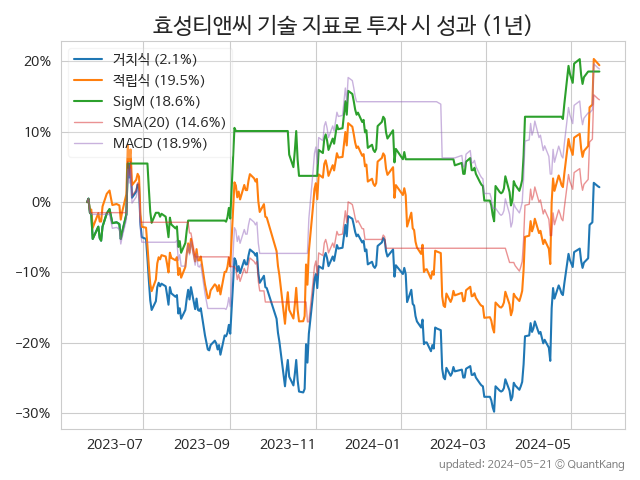 효성티앤씨 기술 지표로 투자 시 성과 (1년)
거치식 (2.1%)
적립식 (19.5%)
SigM (18.6%)
SMA(20) (14.6%)
MACD (18.9%)
20%
10%
0%
−10%
−20%
−30%
2023-07
2023-09
2023-11
2024-01
2024-03
2024-05
updated: 2024-05-21 © QuantKang